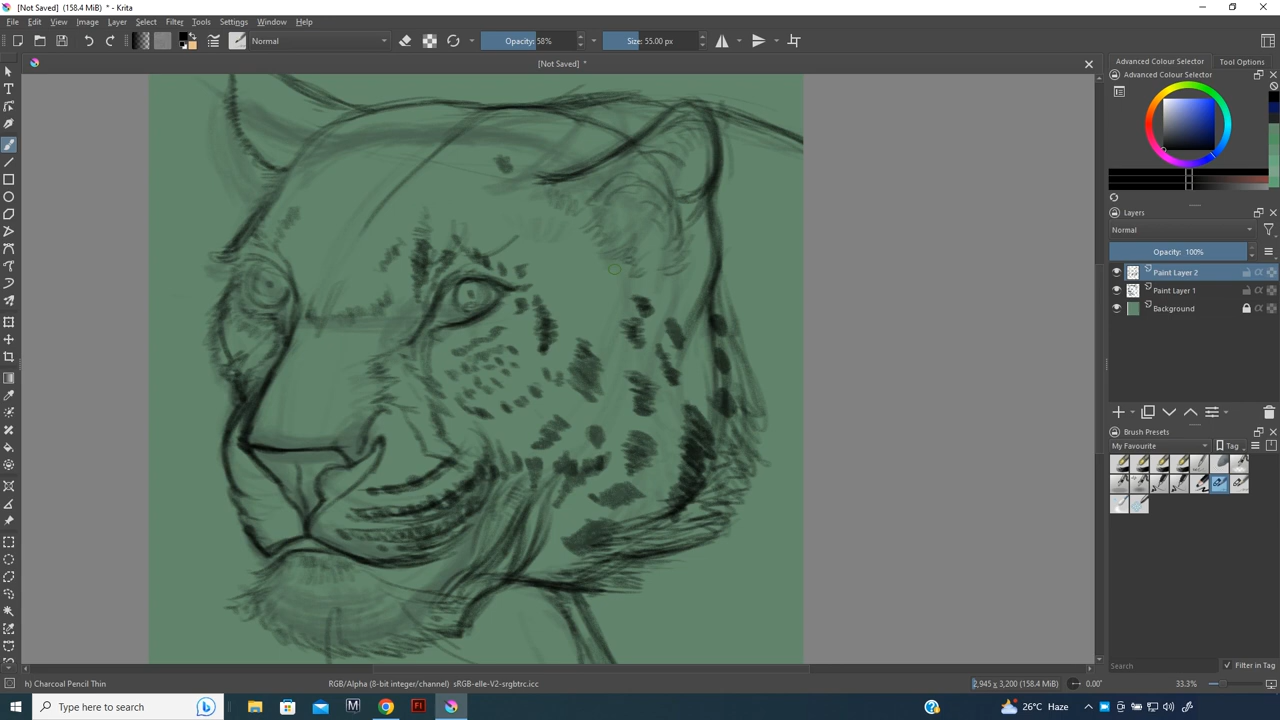 [Not Saved] (158.4 MiB) * - Krita
File Edit View Image Layer Filter Tools Settings Window Help
Normal
Opacity: 58%
Size: 55.00 px
[Not Saved] *
Advanced Colour Selector
Tool Options
Advanced Colour Selector
Layers
Normal
Opacity: 100%
Paint Layer 2
Paint Layer 1
Background
Brush Presets
My Favourite
Tag
Search
Filter in Tag
h) Charcoal Pencil Thin
RGB/Alpha (8-bit integer/channel) sRGB-elle-V2-srgbtrc.icc
2,945 x 3,200 (158.4 MiB)
0.00°
33.3%
Type here to search
26°C Haze